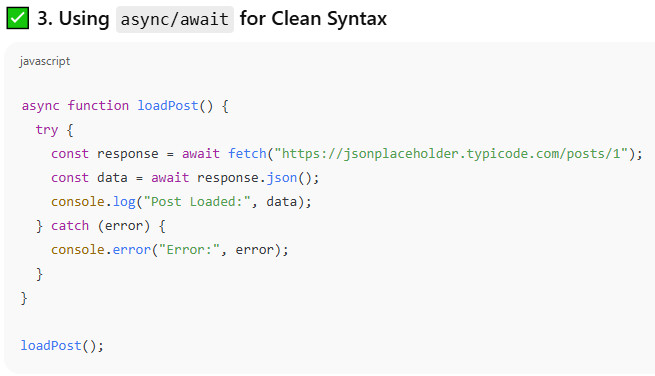 ✅ 3. Using async/await for Clean Syntax
javascript
async function loadPost() {
  try {
    const response = await fetch("https://jsonplaceholder.typicode.com/posts/1");
    const data = await response.json();
    console.log("Post Loaded:", data);
  } catch (error) {
    console.error("Error:", error);
  }
}
loadPost();